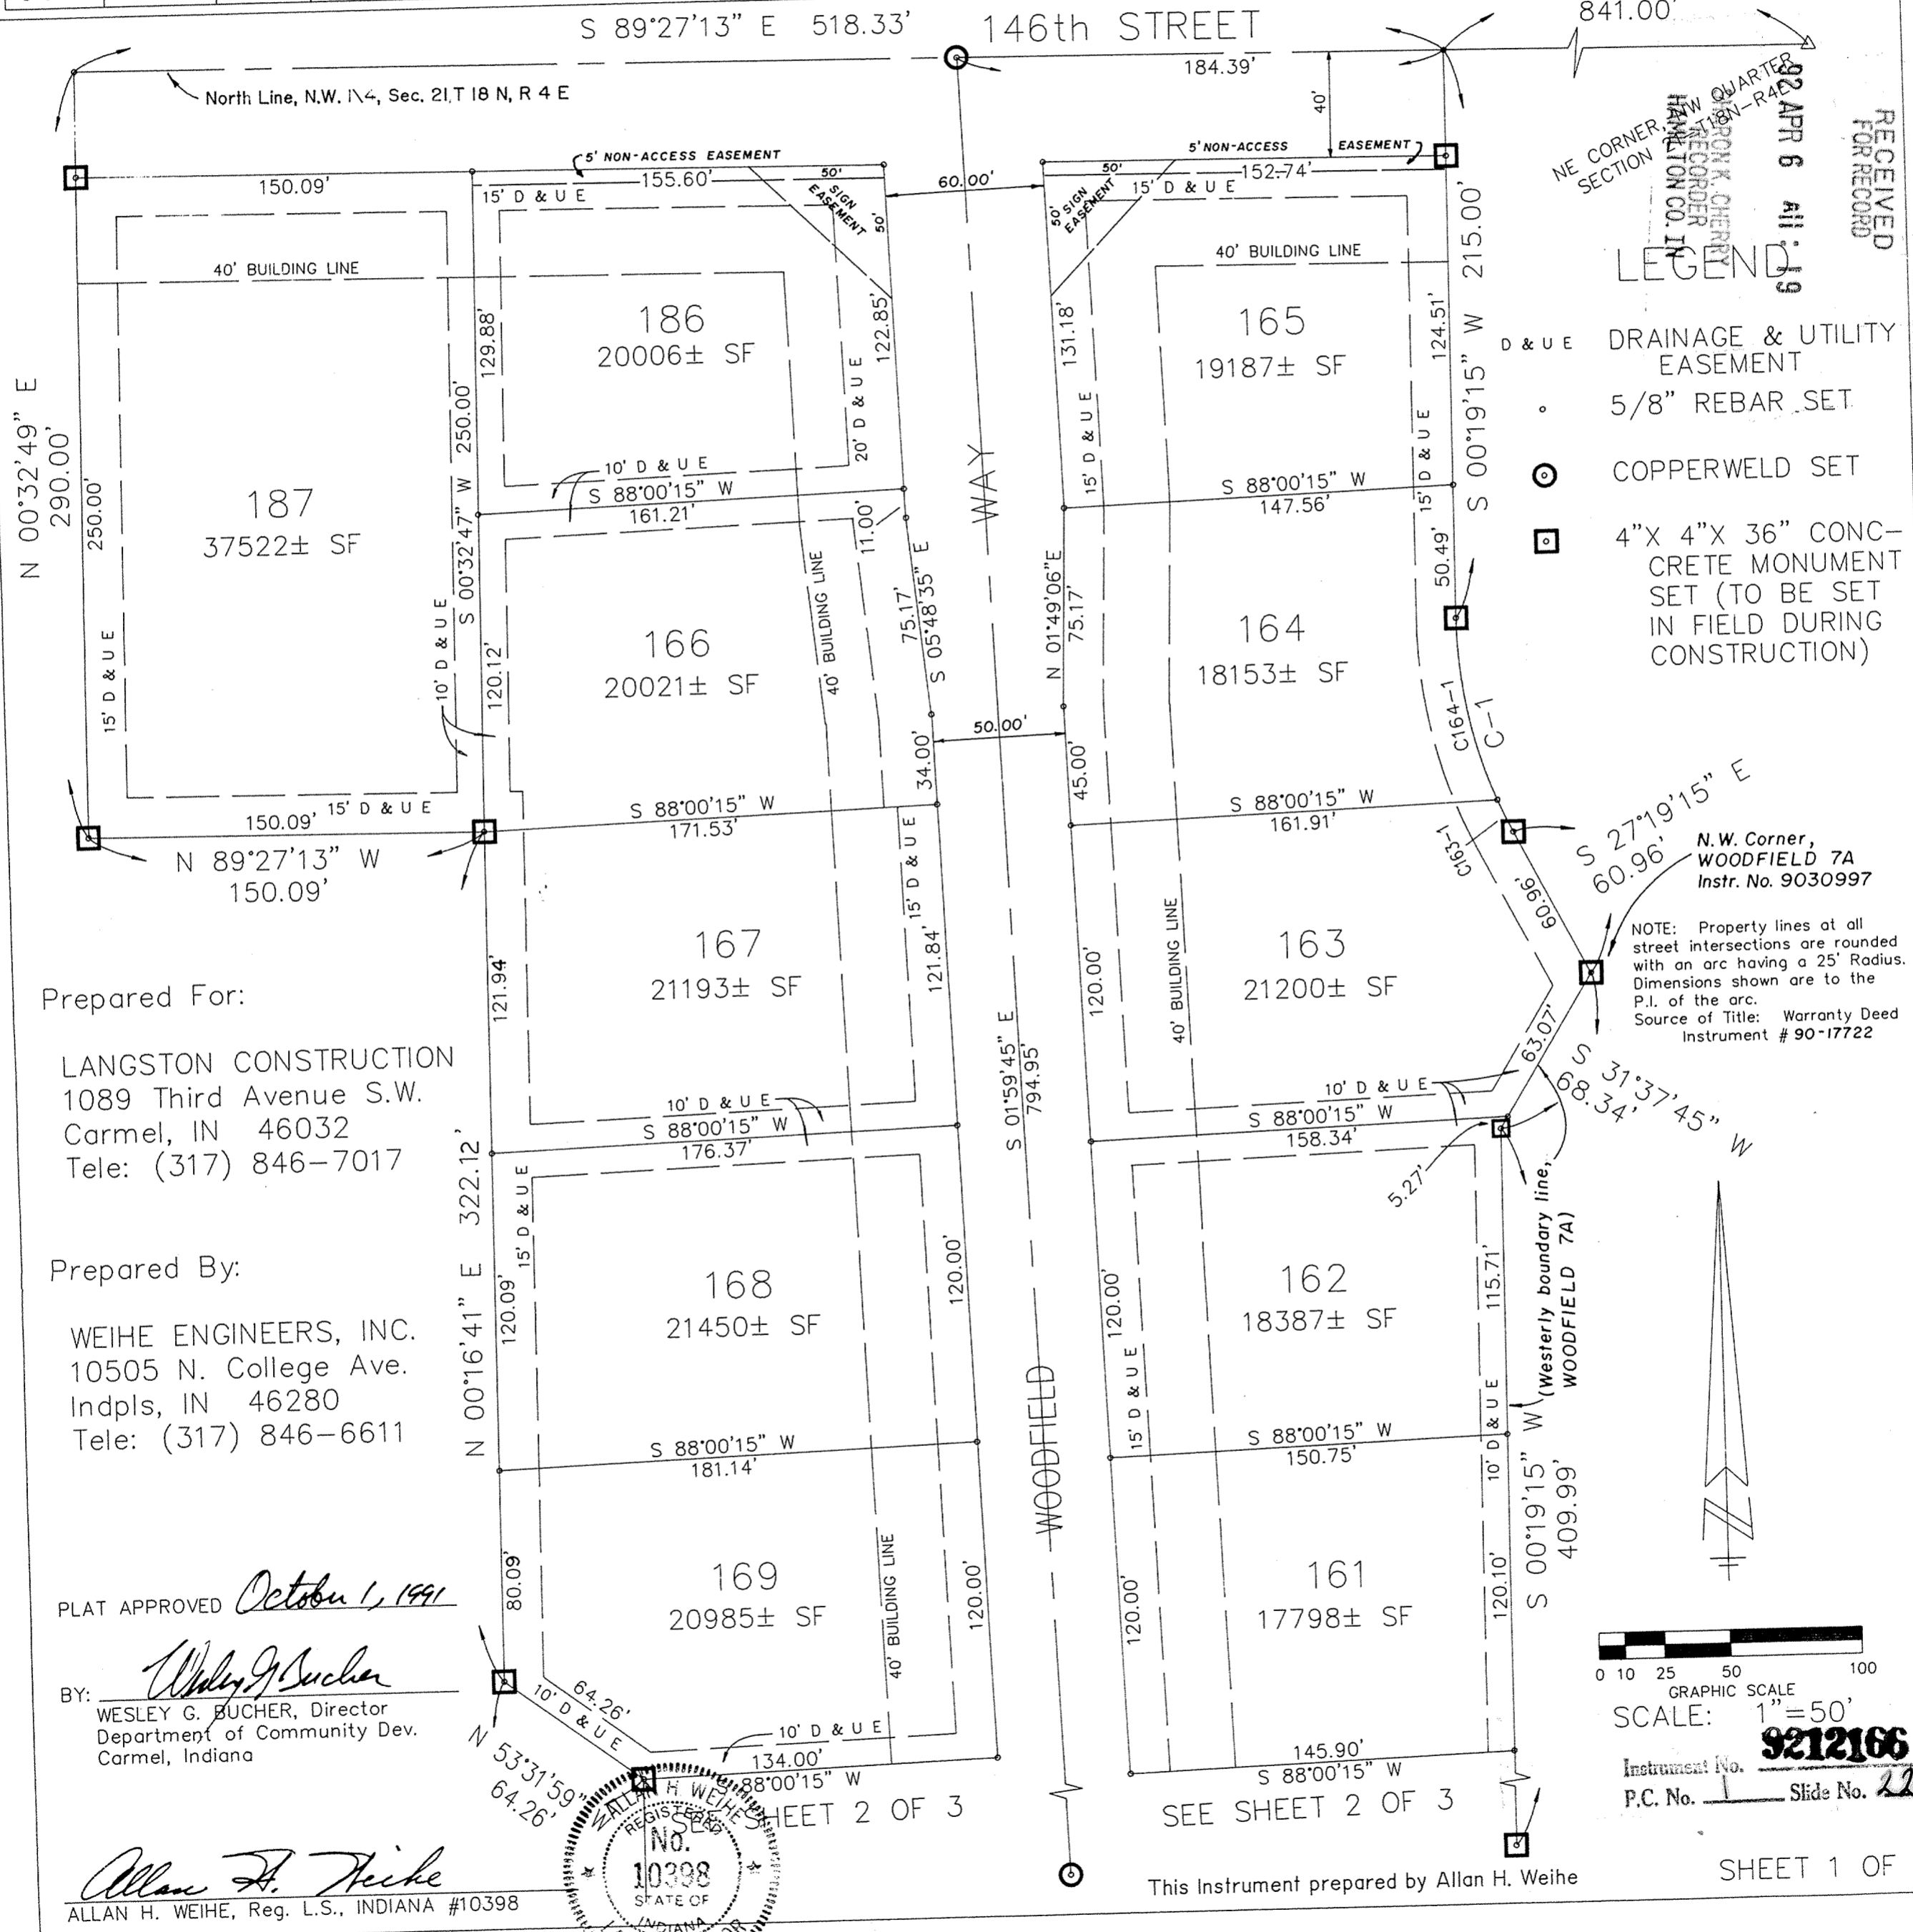 S 89°27'13" E 518.33'
146th STREET
841.00'
184.39'
40'
North Line, N.W. 1\4, Sec. 21,T 18 N, R 4 E
NE CORNER, NW QUARTER
SECTION 21-T18N-R4E
RECEIVED
FOR RECORD
92 APR 6 AM:19
SHARON K. CHERRY
RECORDER
HAMILTON CO. IN
5' NON-ACCESS EASEMENT
5' NON-ACCESS EASEMENT
150.09'
155.60'
50'
60.00'
50'
152.74'
15' D & U E
SIGN
EASEMENT
50'
50'
SIGN
EASEMENT
15' D & U E
40' BUILDING LINE
40' BUILDING LINE
LEGEND
D & U E DRAINAGE & UTILITY
EASEMENT
5/8" REBAR SET
COPPERWELD SET
4"X 4"X 36" CONC-
CRETE MONUMENT
SET (TO BE SET
IN FIELD DURING
CONSTRUCTION)
N 00°32'49" E
290.00'
250.00'
15' D & U E
187
37522± SF
10' D & U E
S 00°32'47" W 250.00'
129.88'
186
20006± SF
20' D & U E
122.85'
10' D & U E
S 88°00'15" W
161.21'
11.00'
131.18'
15' D & U E
165
19187± SF
124.51'
15' D & U E
S 00°19'15" W 215.00'
S 88°00'15" W
147.56'
50.49'
120.12'
166
20021± SF
40' BUILDING LINE
75.17'
S 05°48'35" E
34.00'
WAY
50.00'
N 01°49'06"E
75.17'
45.00'
164
18153± SF
C164-1
C-1
15' D & U E
150.09'
N 89°27'13" W
150.09'
S 88°00'15" W
171.53'
S 88°00'15" W
161.91'
C163-1
S 27°19'15" E
60.96'
60.96'
N.W. Corner,
WOODFIELD 7A
Instr. No. 9030997
NOTE: Property lines at all
street intersections are rounded
with an arc having a 25' Radius.
Dimensions shown are to the
P.I. of the arc.
Source of Title: Warranty Deed
Instrument # 90-17722
Prepared For:
LANGSTON CONSTRUCTION
1089 Third Avenue S.W.
Carmel, IN 46032
Tele: (317) 846-7017
121.94'
167
21193± SF
15' D & U E
121.84'
S 01°59'45" E
794.95'
120.00'
40' BUILDING LINE
163
21200± SF
63.07'
S 31°37'45" W
68.34'
10' D & U E
S 88°00'15" W
176.37'
10' D & U E
S 88°00'15" W
158.34'
5.27'
(Westerly boundary line,
WOODFIELD 7A)
Prepared By:
WEIHE ENGINEERS, INC.
10505 N. College Ave.
Indpls, IN 46280
Tele: (317) 846-6611
N 00°16'41" E 322.12'
120.09'
15' D & U E
168
21450± SF
120.00'
120.00'
15' D & U E
162
18387± SF
115.71'
10' D & U E
S 00°19'15" W
409.99'
S 88°00'15" W
181.14'
WOODFIELD
S 88°00'15" W
150.75'
80.09'
169
20985± SF
40' BUILDING LINE
120.00'
120.00'
161
17798± SF
120.10'
PLAT APPROVED October 1, 1991
BY: Wesley G Bucher
WESLEY G. BUCHER, Director
Department of Community Dev.
Carmel, Indiana
64.26'
10' D & U E
N 53°31'59" W
64.26'
10' D & U E
134.00'
S 88°00'15" W
SEE SHEET 2 OF 3
145.90'
S 88°00'15" W
SEE SHEET 2 OF 3
0 10 25 50 100
GRAPHIC SCALE
SCALE: 1"=50'
Instrument No. 9212166
P.C. No. 1 Slide No. 22
ALLAN H. WEIHE
REGISTERED
No.
10398
STATE OF
INDIANA
Allan H. Weihe
ALLAN H. WEIHE, Reg. L.S., INDIANA #10398
This Instrument prepared by Allan H. Weihe
SHEET 1 OF